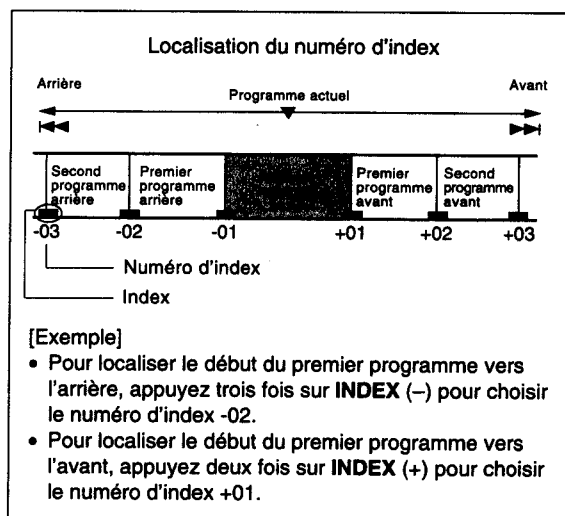 Localisation du numéro d'index
Arrière
Programme actuel
Avant
Second programme arrière
Premier programme arrière
Premier programme avant
Second programme avant
-03
-02
-01
+01
+02
+03
Numéro d'index
Index
[Exemple]
• Pour localiser le début du premier programme vers
l'arrière, appuyez trois fois sur INDEX (–) pour choisir
le numéro d'index -02.
• Pour localiser le début du premier programme vers
l'avant, appuyez deux fois sur INDEX (+) pour choisir
le numéro d'index +01.